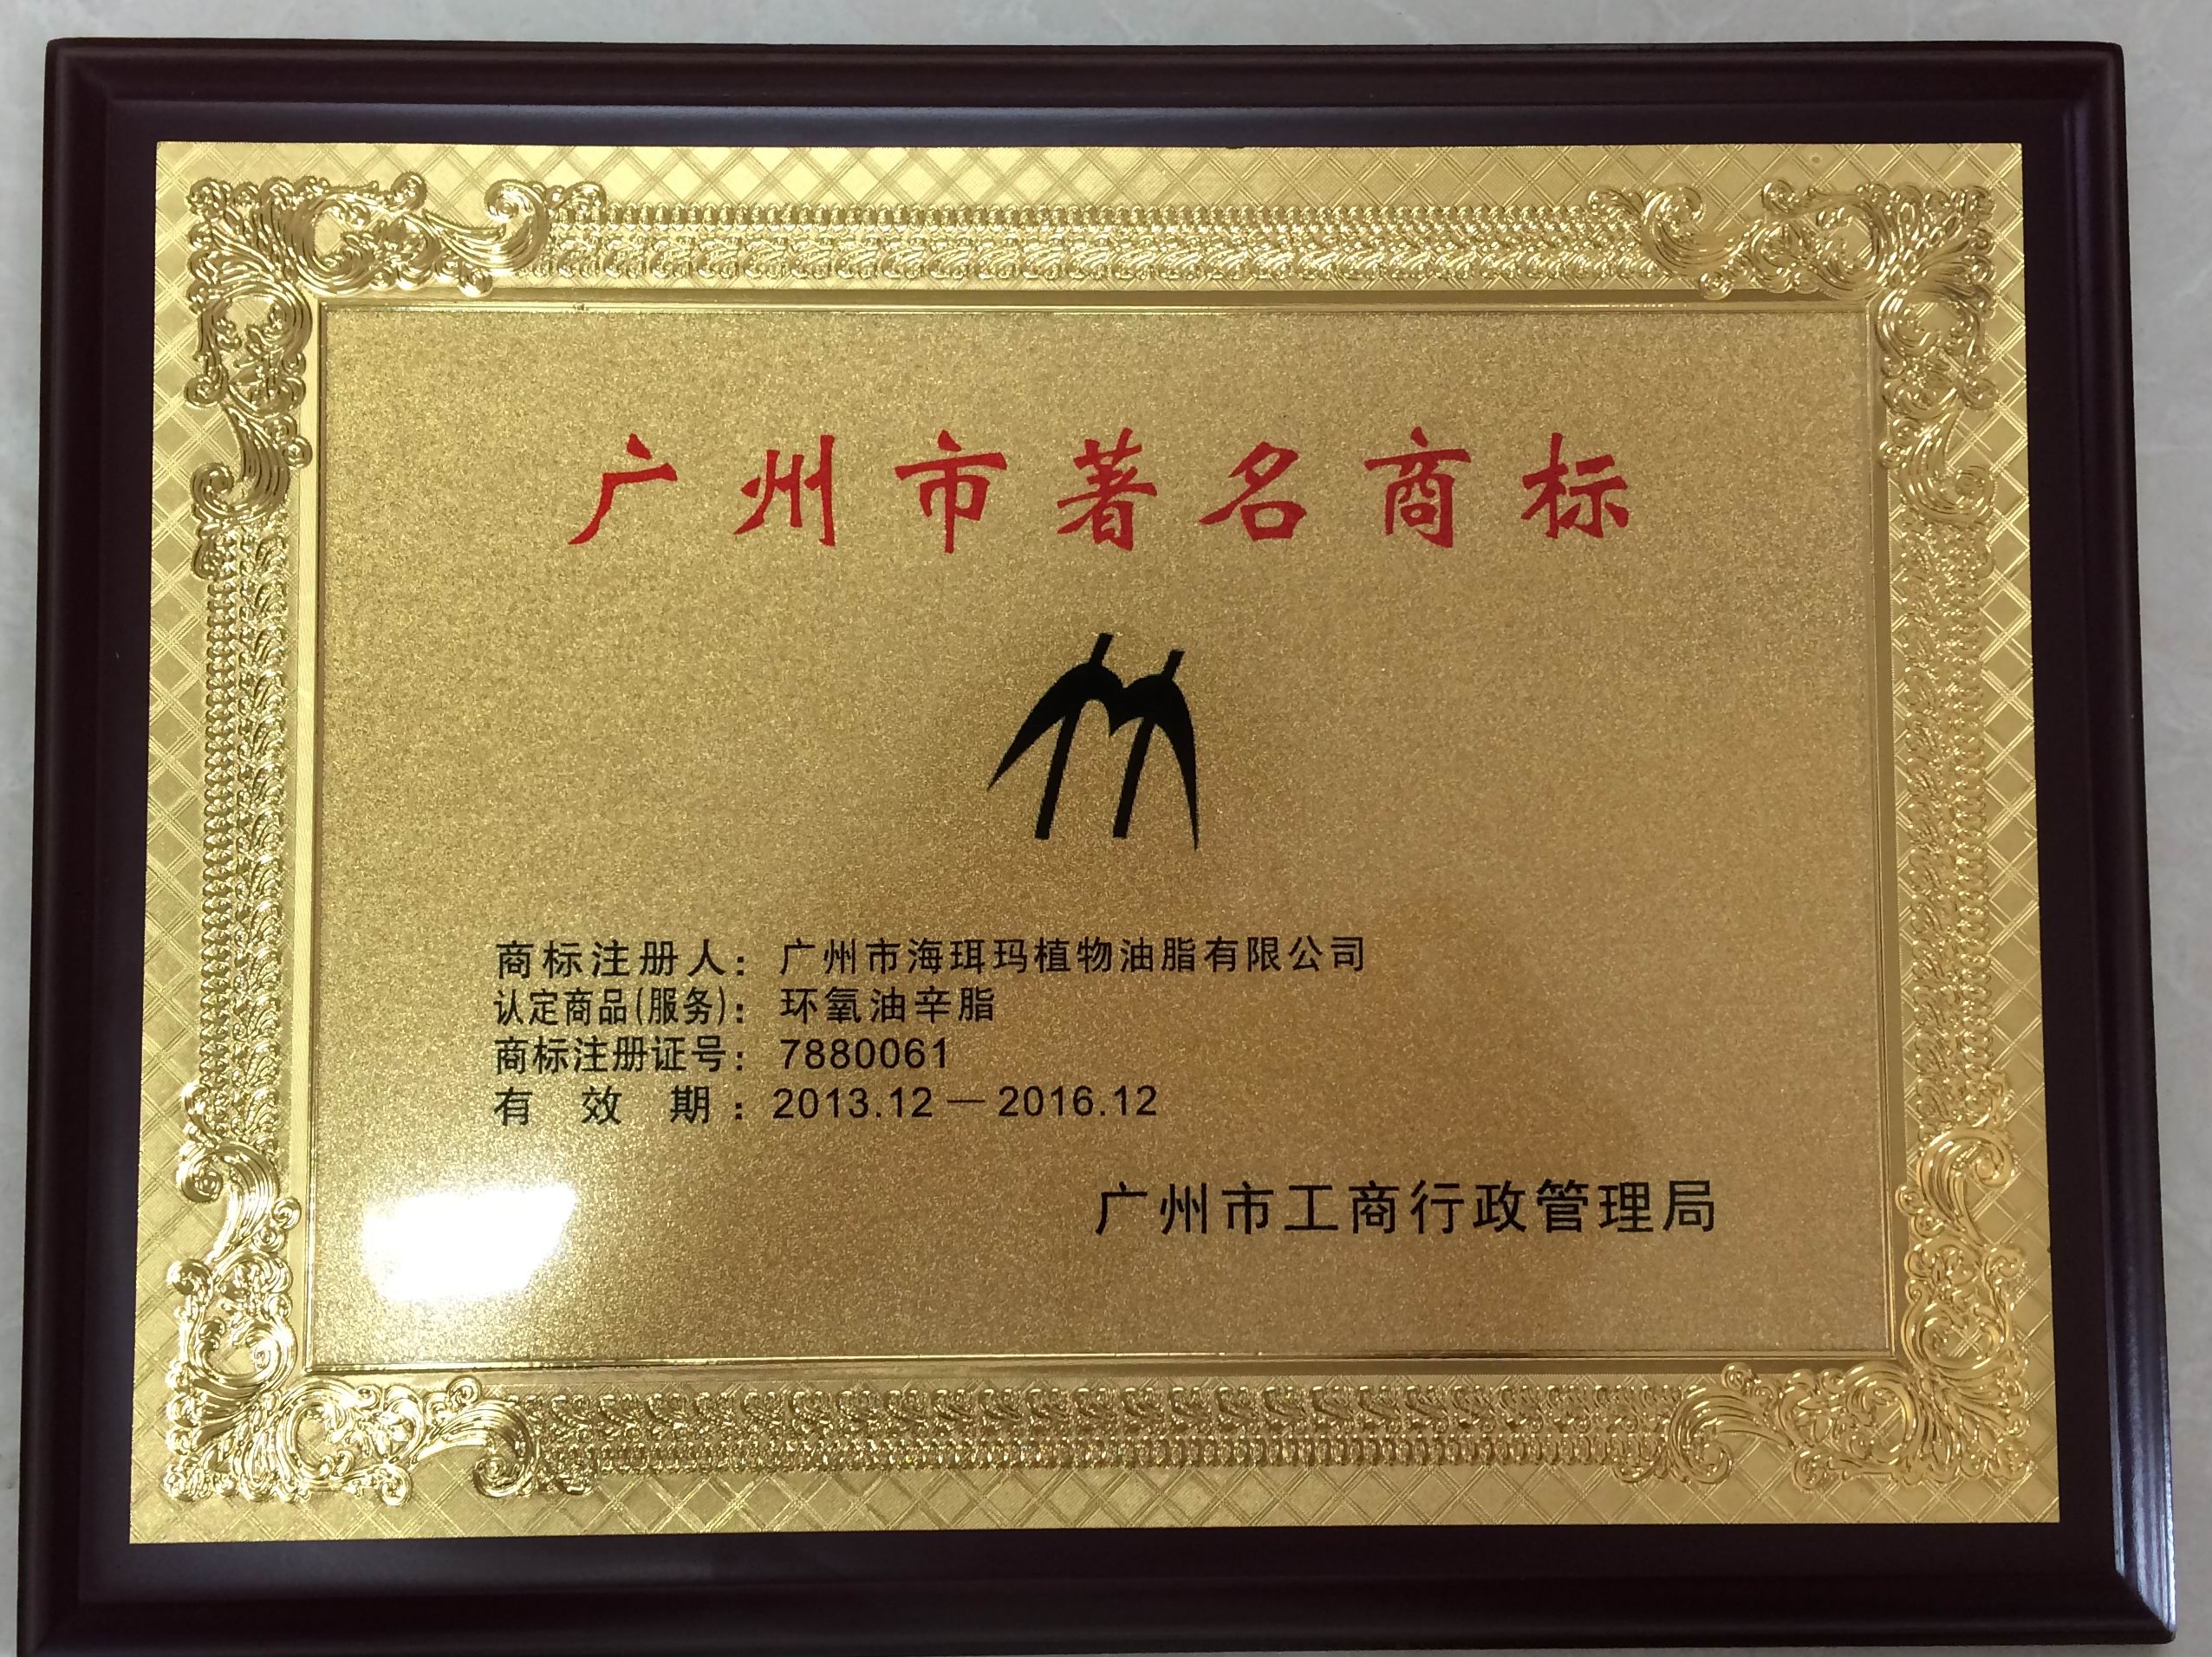 广州市著名商标
商标注册人：广州市海珥玛植物油脂有限公司
认定商品(服务)：环氧油辛脂
商标注册证号：7880061
有效期：2013.12－2016.12
广州市工商行政管理局